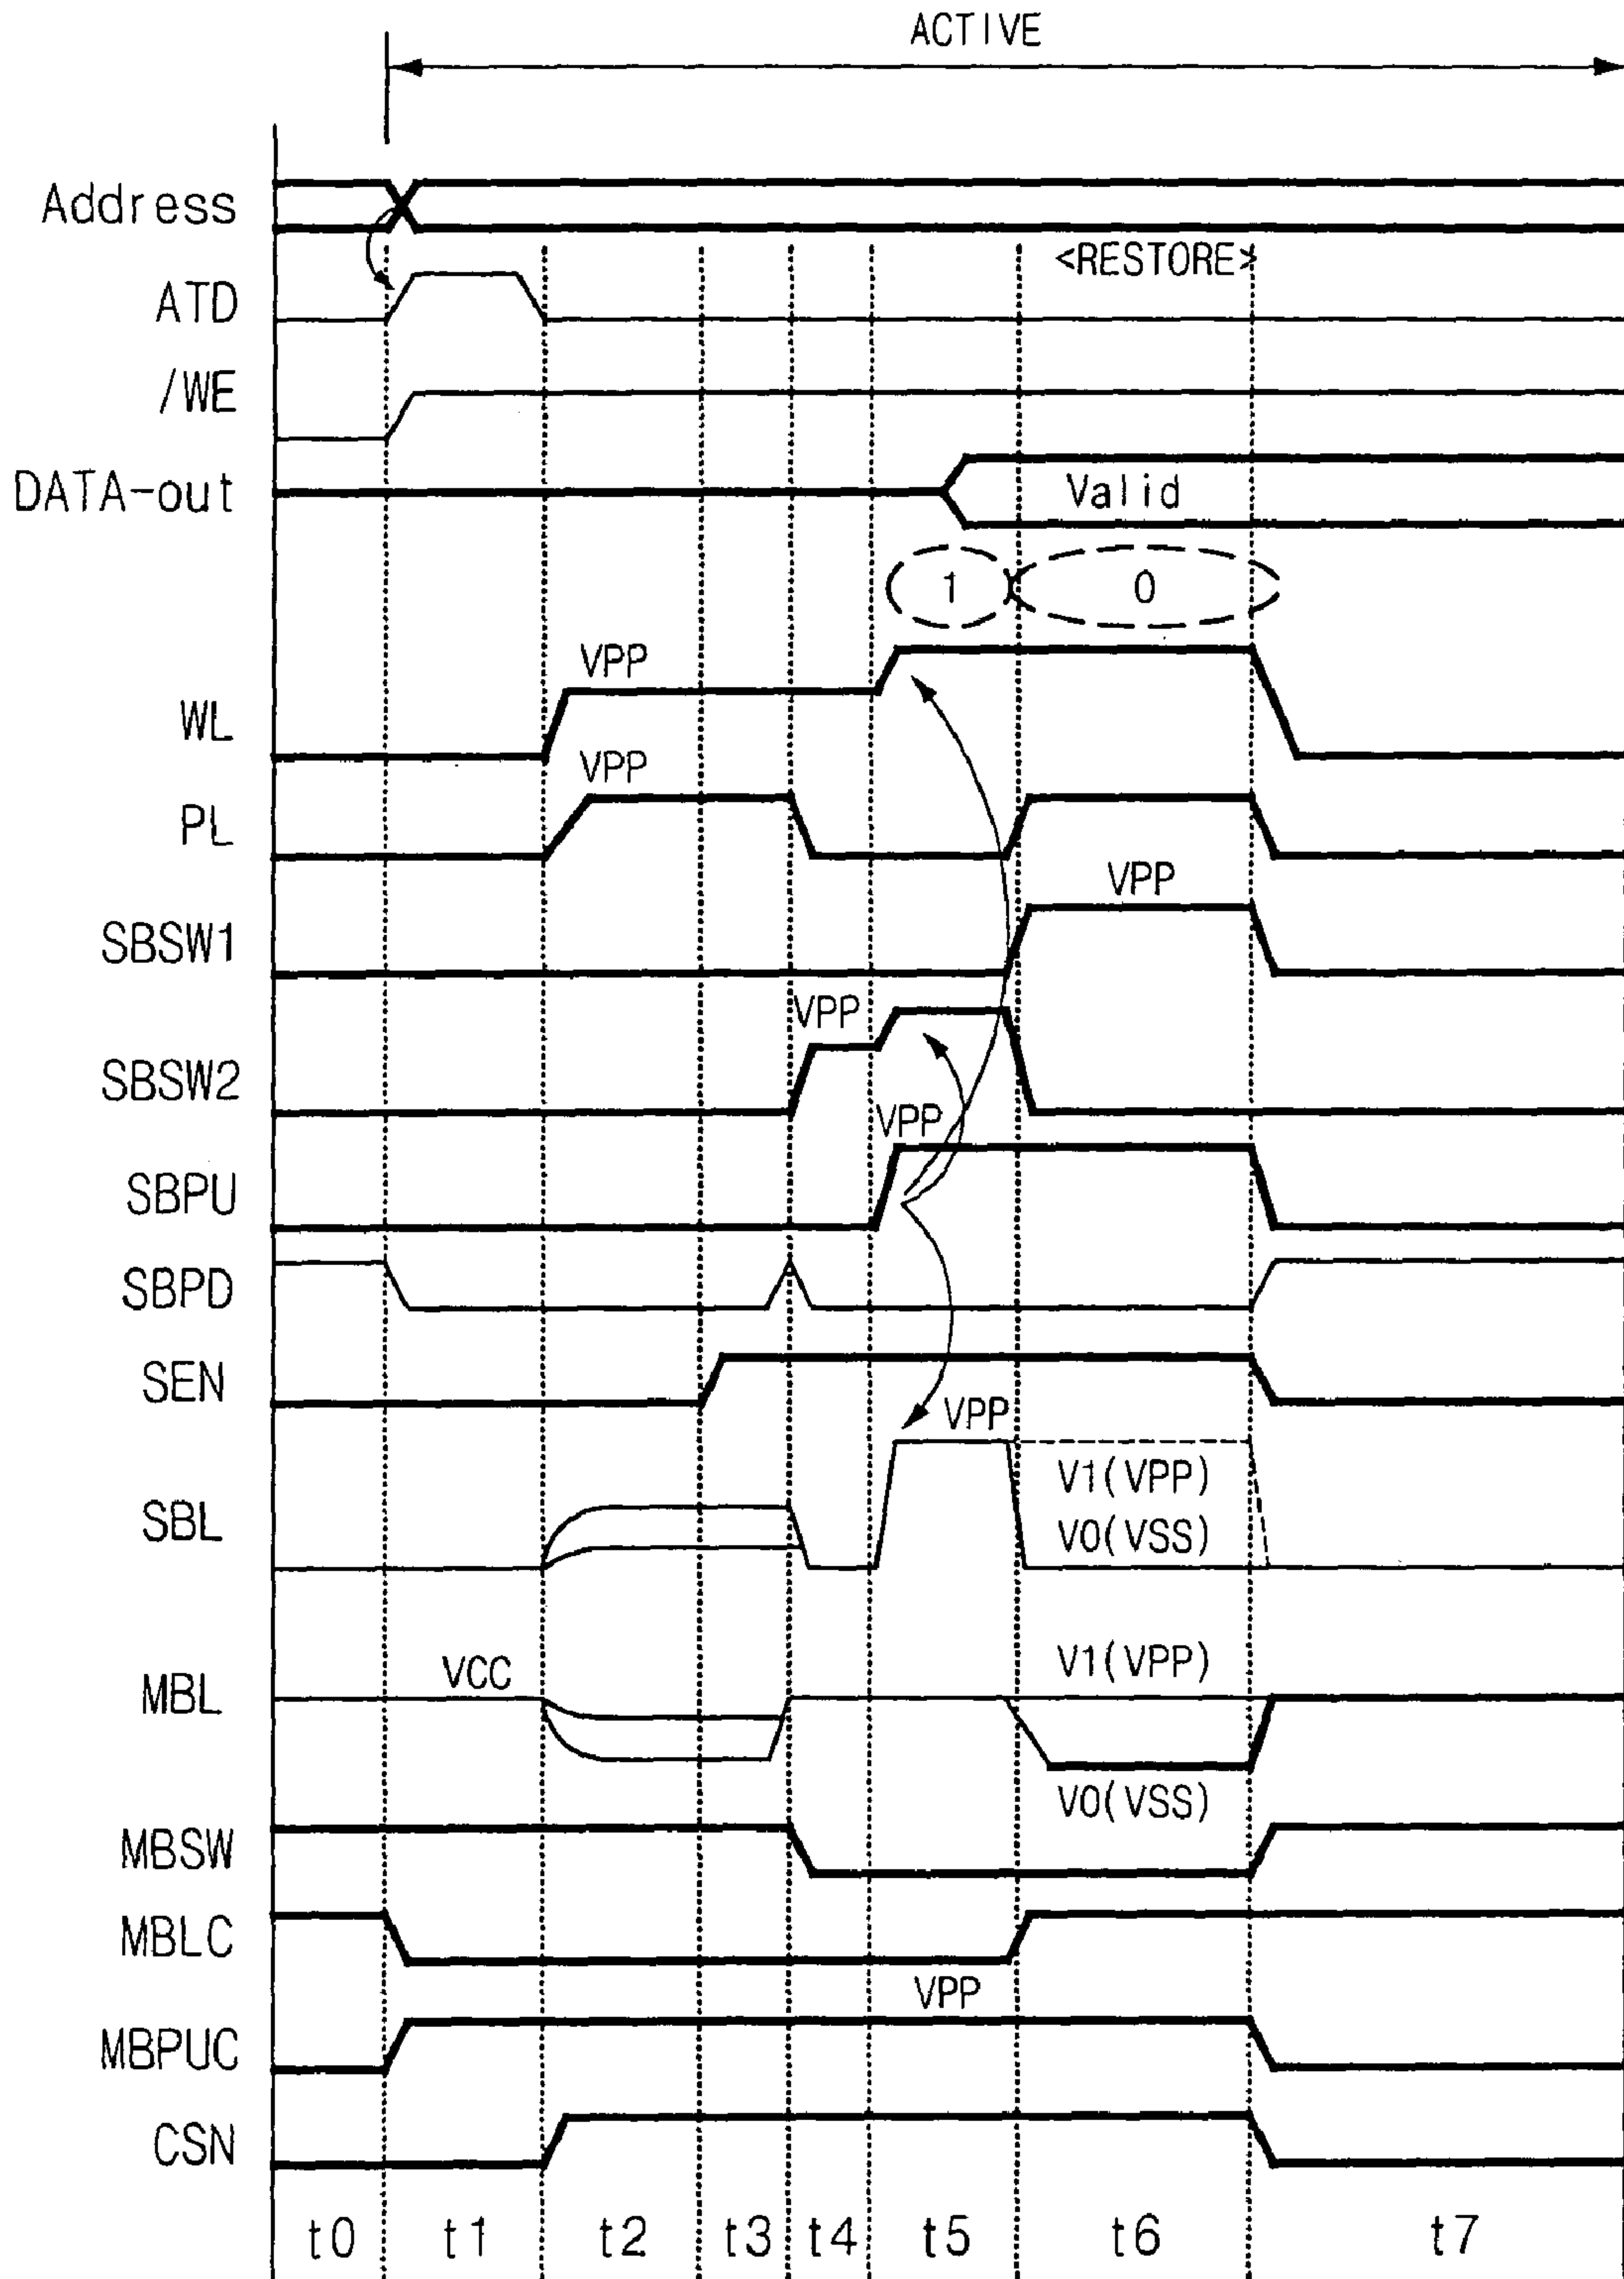 ACTIVE
Address
<RESTORE>
ATD
/WE
DATA-out
Valid
1 0
VPP
WL
VPP
PL
VPP
SBSW1
VPP
SBSW2
VPP
SBPU
SBPD
SEN
VPP
V1(VPP)
SBL
V0(VSS)
VCC
V1(VPP)
MBL
V0(VSS)
MBSW
MBLC
VPP
MBPUC
CSN
t0 t1 t2 t3 t4 t5 t6 t7